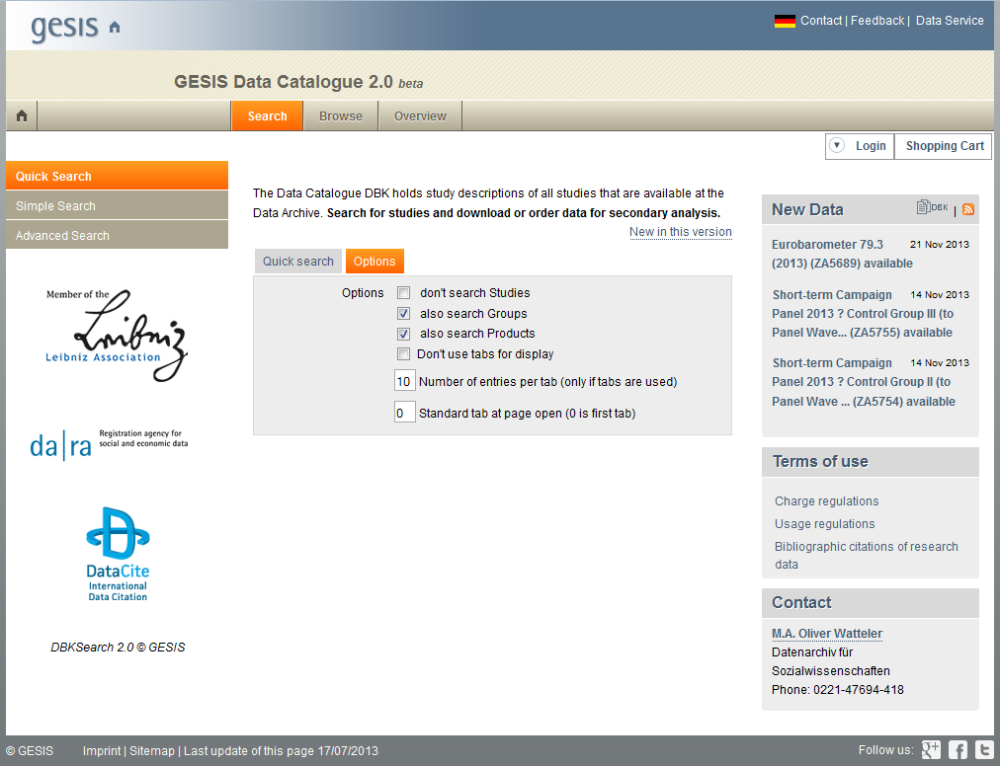 gesis
Contact | Feedback | Data Service
GESIS Data Catalogue 2.0 beta
Search
Browse
Overview
Login
Shopping Cart
Quick Search
Simple Search
Advanced Search
Member of the
Leibniz
Leibniz Association
da|ra
Registration agency for
social and economic data
DataCite
International
Data Citation
DBKSearch 2.0 © GESIS
The Data Catalogue DBK holds study descriptions of all studies that are available at the
Data Archive. Search for studies and download or order data for secondary analysis.
New in this version
Quick search
Options
Options
don't search Studies
also search Groups
also search Products
Don't use tabs for display
10 Number of entries per tab (only if tabs are used)
0 Standard tab at page open (0 is first tab)
New Data
DBK |
Eurobarometer 79.3 21 Nov 2013
(2013) (ZA5689) available
Short-term Campaign 14 Nov 2013
Panel 2013 ? Control Group III (to
Panel Wave... (ZA5755) available
Short-term Campaign 14 Nov 2013
Panel 2013 ? Control Group II (to
Panel Wave ... (ZA5754) available
Terms of use
Charge regulations
Usage regulations
Bibliographic citations of research
data
Contact
M.A. Oliver Watteler
Datenarchiv für
Sozialwissenschaften
Phone: 0221-47694-418
© GESIS
Imprint | Sitemap | Last update of this page 17/07/2013
Follow us: